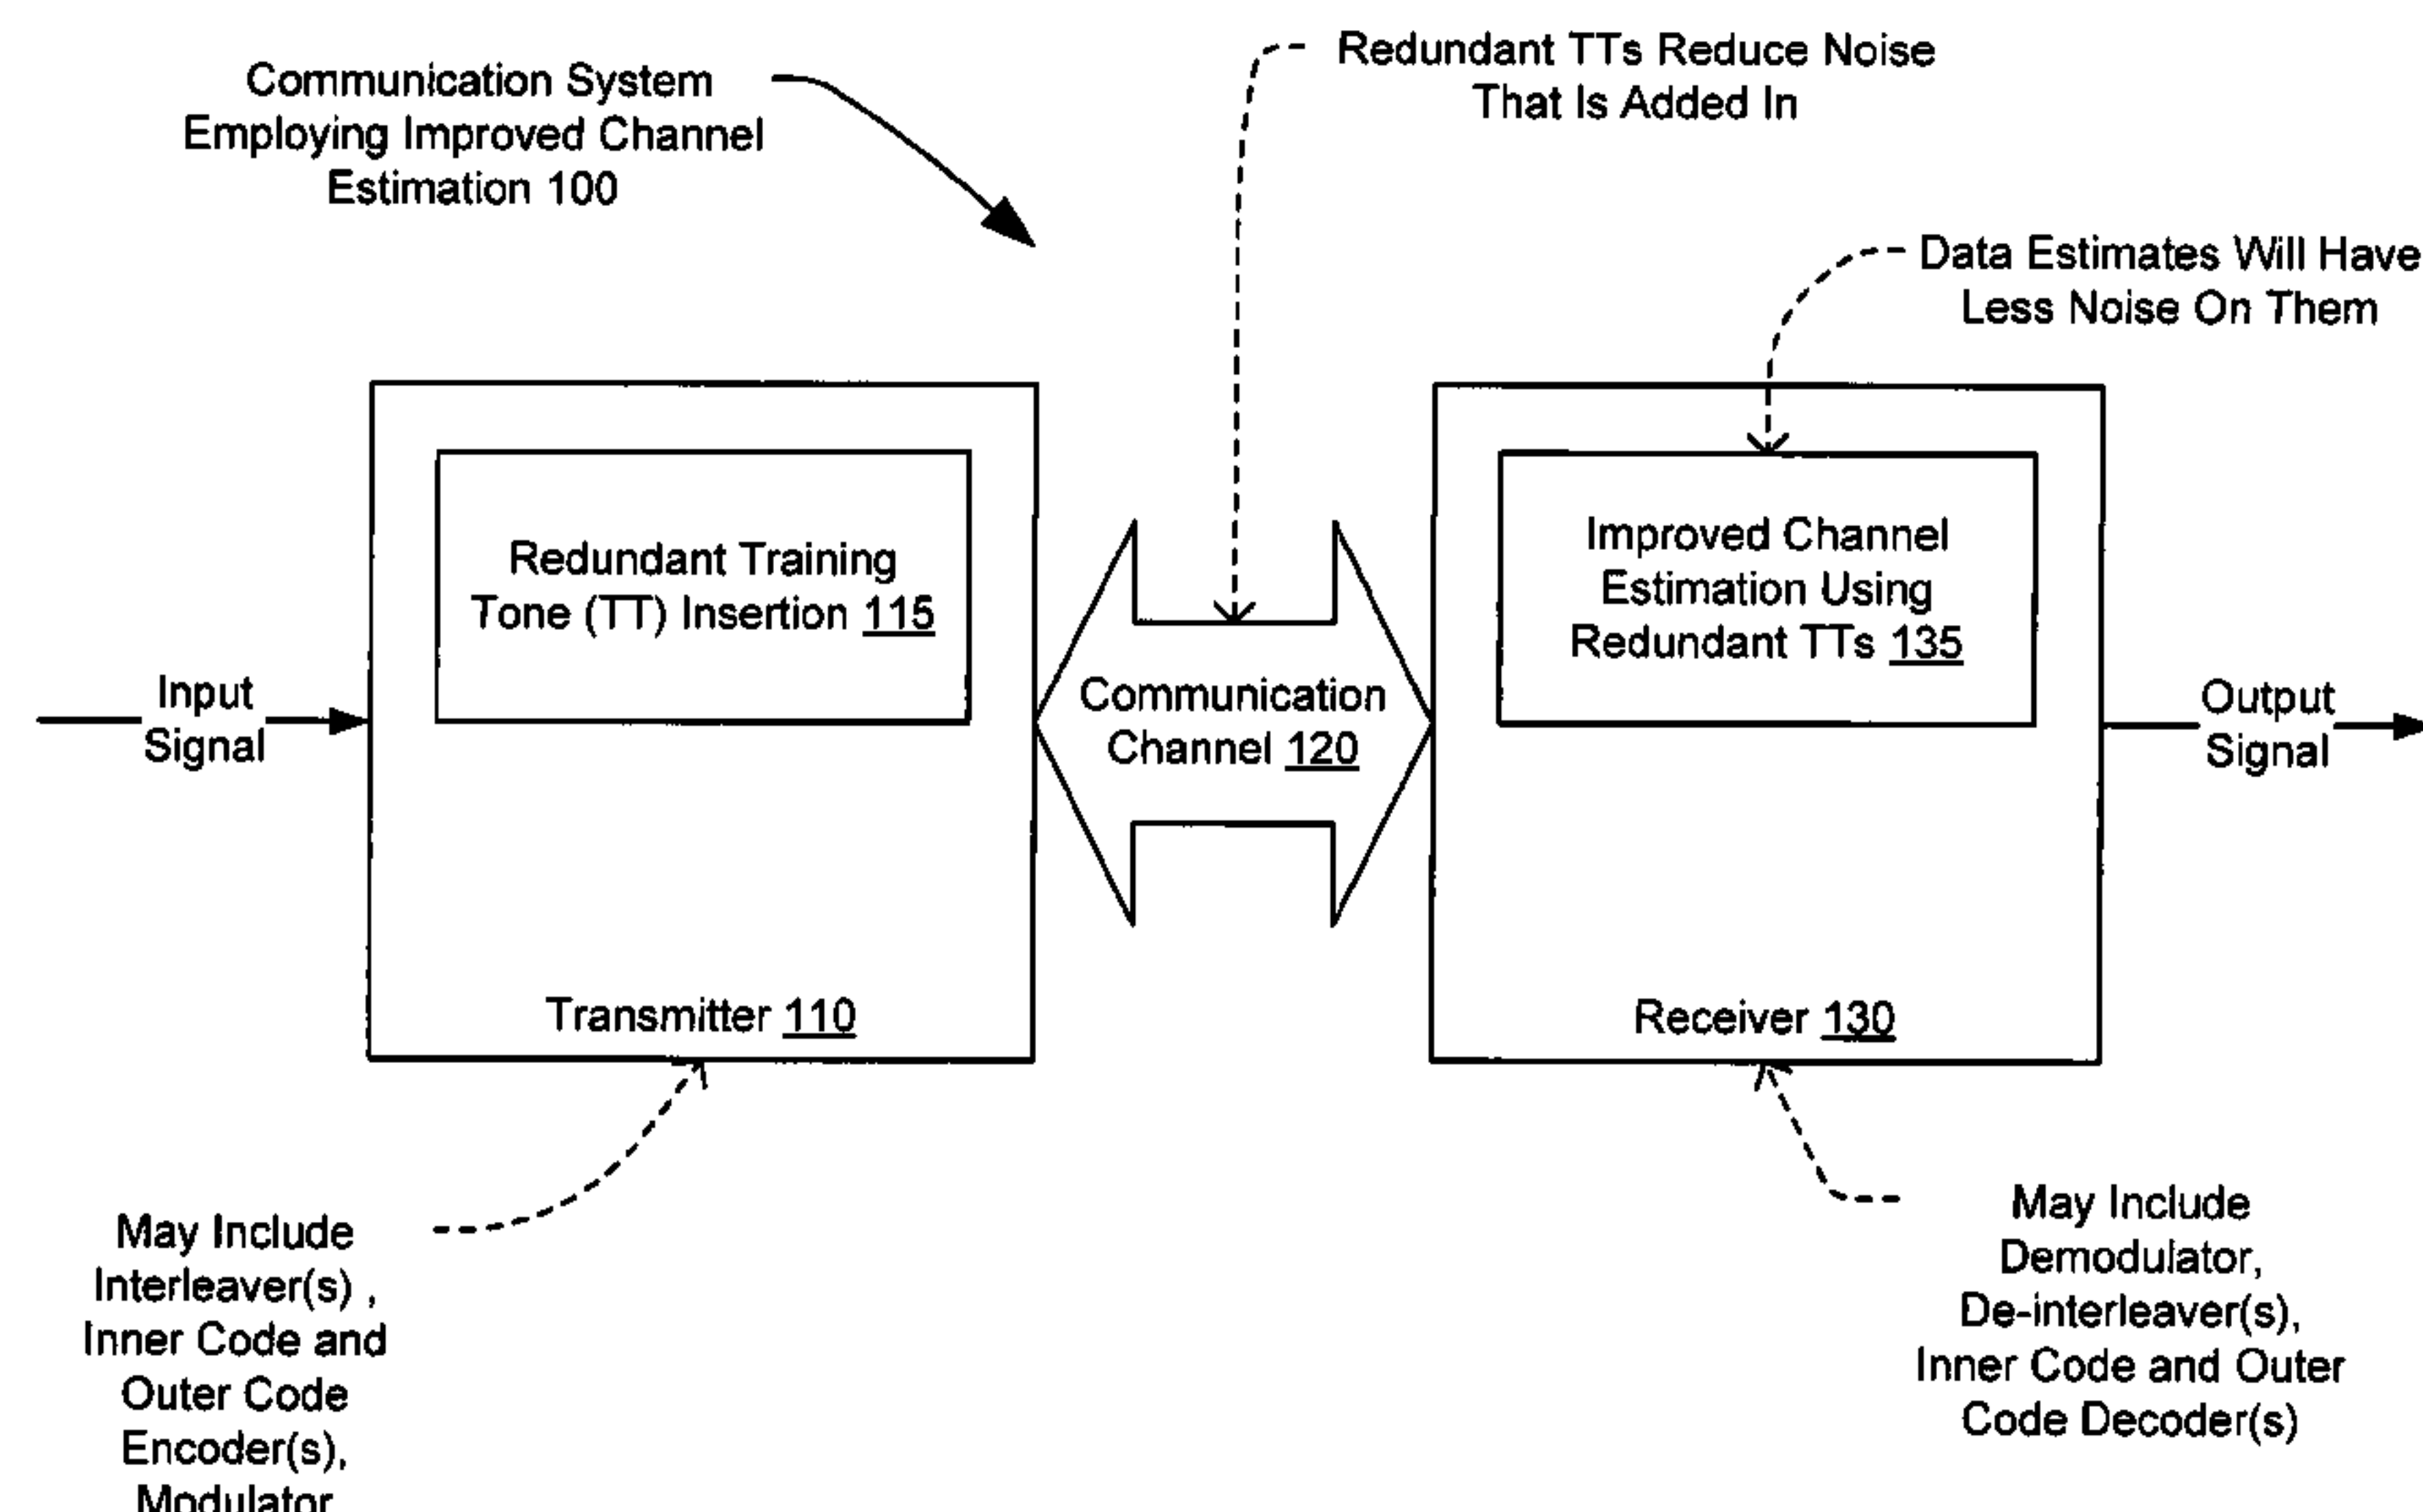 Communication System
Employing Improved Channel
Estimation 100
Redundant TTs Reduce Noise
That Is Added In
Data Estimates Will Have
Less Noise On Them
Redundant Training
Tone (TT) Insertion 115
Improved Channel
Estimation Using
Redundant TTs 135
Input
Signal
Communication
Channel 120
Output
Signal
Transmitter 110
Receiver 130
May Include
Interleaver(s) ,
Inner Code and
Outer Code
Encoder(s),
Modulator
May Include
Demodulator,
De-interleaver(s),
Inner Code and Outer
Code Decoder(s)